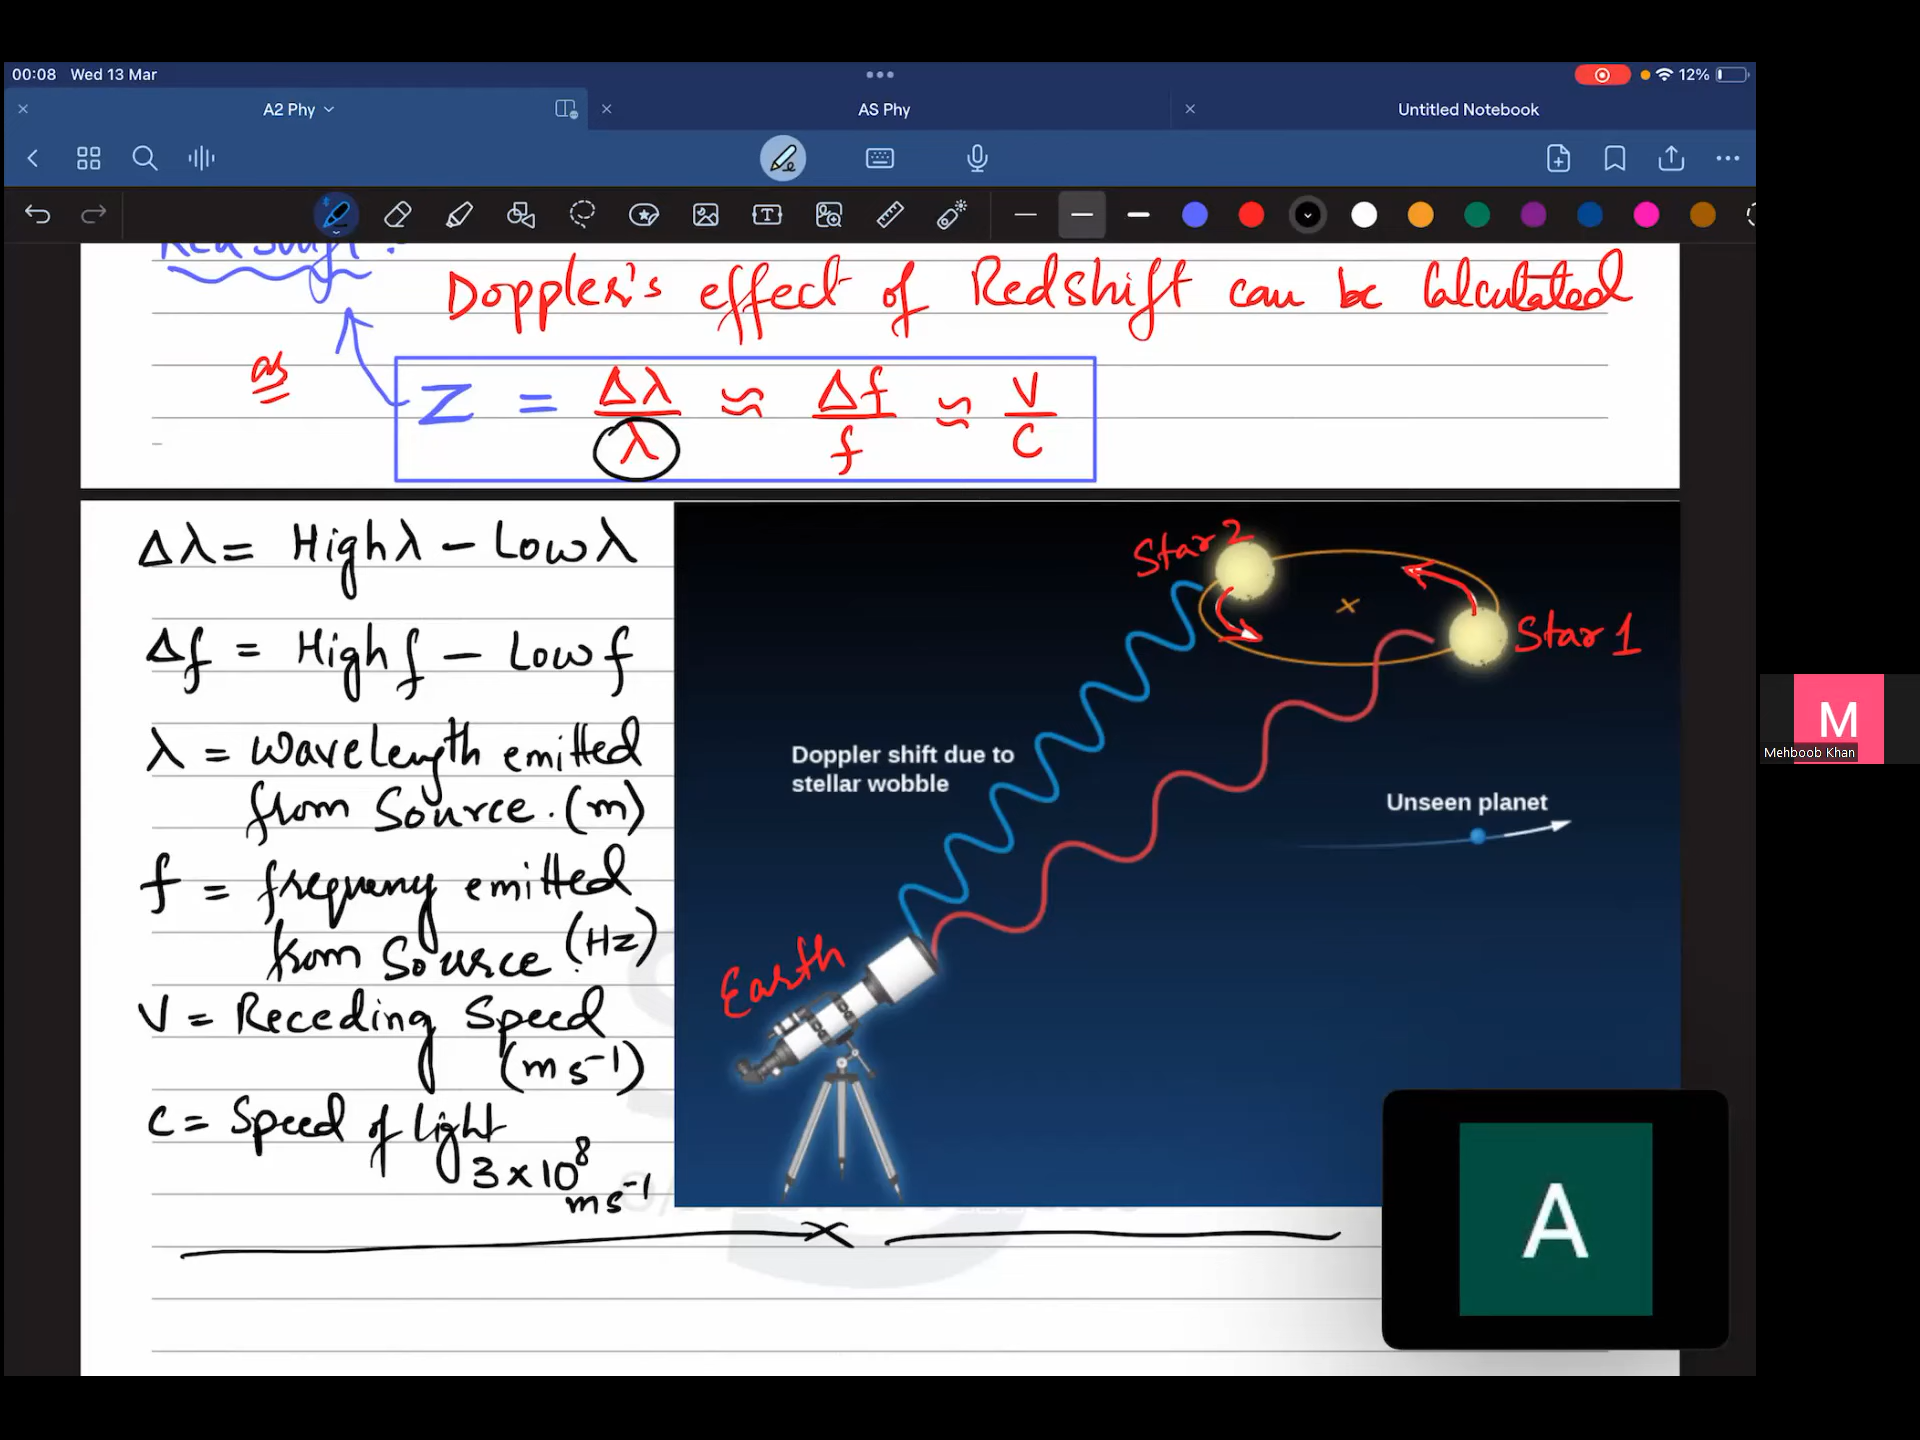 00:08 Wed 13 Mar
12%
A2 Phy
AS Phy
Untitled Notebook
Redshift:
Doppler's effect of Redshift can be Calculated
as
Z = Δλ/λ ≈ Δf/f ≈ v/c
Δλ = High λ - Low λ
Δf = High f - Low f
λ = wavelength emitted
from Source. (m)
f = frequency emitted
from Source. (Hz)
V = Receding Speed
(m s⁻¹)
C = Speed of light
3 x 10⁸
m s⁻¹
Star 2
Star 1
Doppler shift due to
stellar wobble
Unseen planet
Earth
A
M
Mehboob Khan